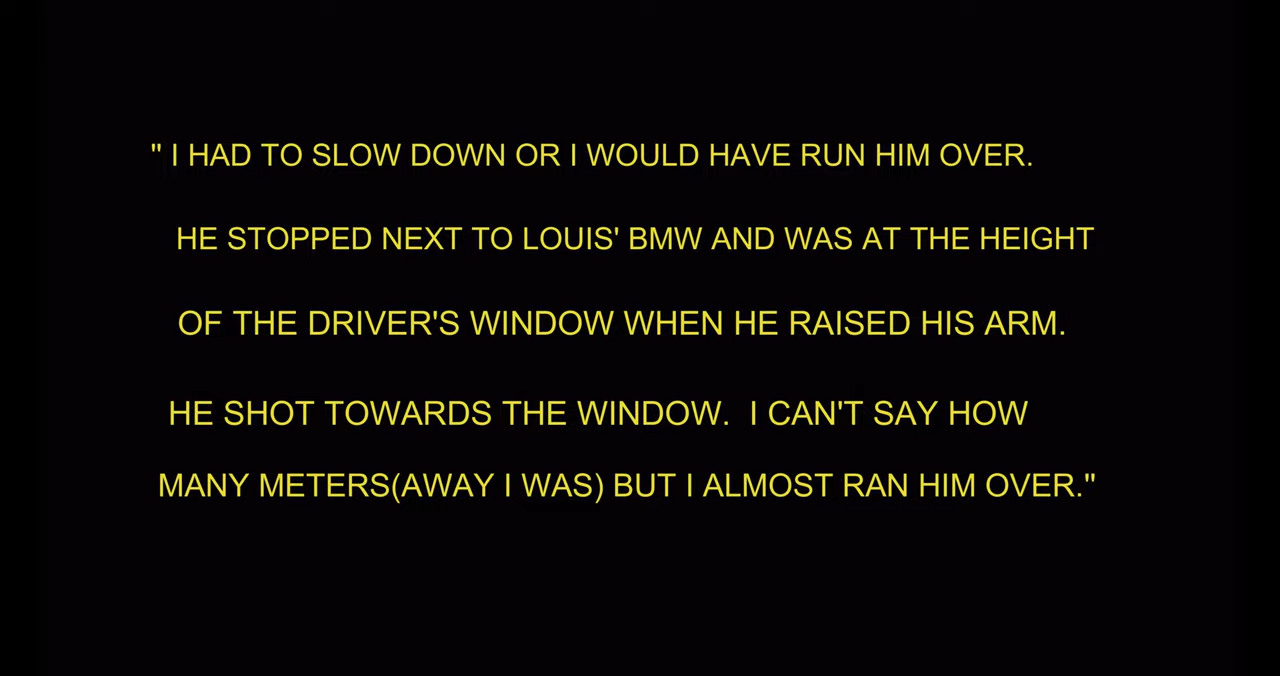 " I HAD TO SLOW DOWN OR I WOULD HAVE RUN HIM OVER.
HE STOPPED NEXT TO LOUIS' BMW AND WAS AT THE HEIGHT
OF THE DRIVER'S WINDOW WHEN HE RAISED HIS ARM.
HE SHOT TOWARDS THE WINDOW.  I CAN'T SAY HOW
MANY METERS(AWAY I WAS) BUT I ALMOST RAN HIM OVER."